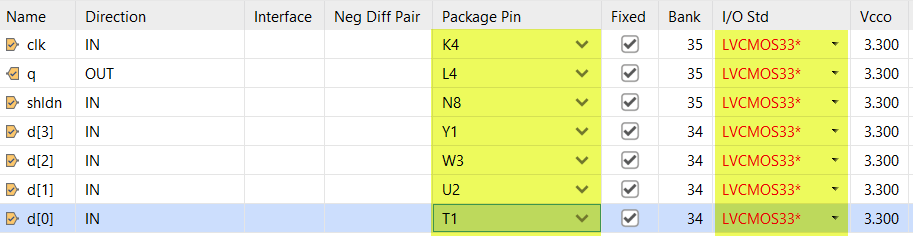 Name Direction Interface Neg Diff Pair Package Pin Fixed Bank I/O Std Vcco
clk IN K4 35 LVCMOS33* 3.300
q OUT L4 35 LVCMOS33* 3.300
shldn IN N8 35 LVCMOS33* 3.300
d[3] IN Y1 34 LVCMOS33* 3.300
d[2] IN W3 34 LVCMOS33* 3.300
d[1] IN U2 34 LVCMOS33* 3.300
d[0] IN T1 34 LVCMOS33* 3.300